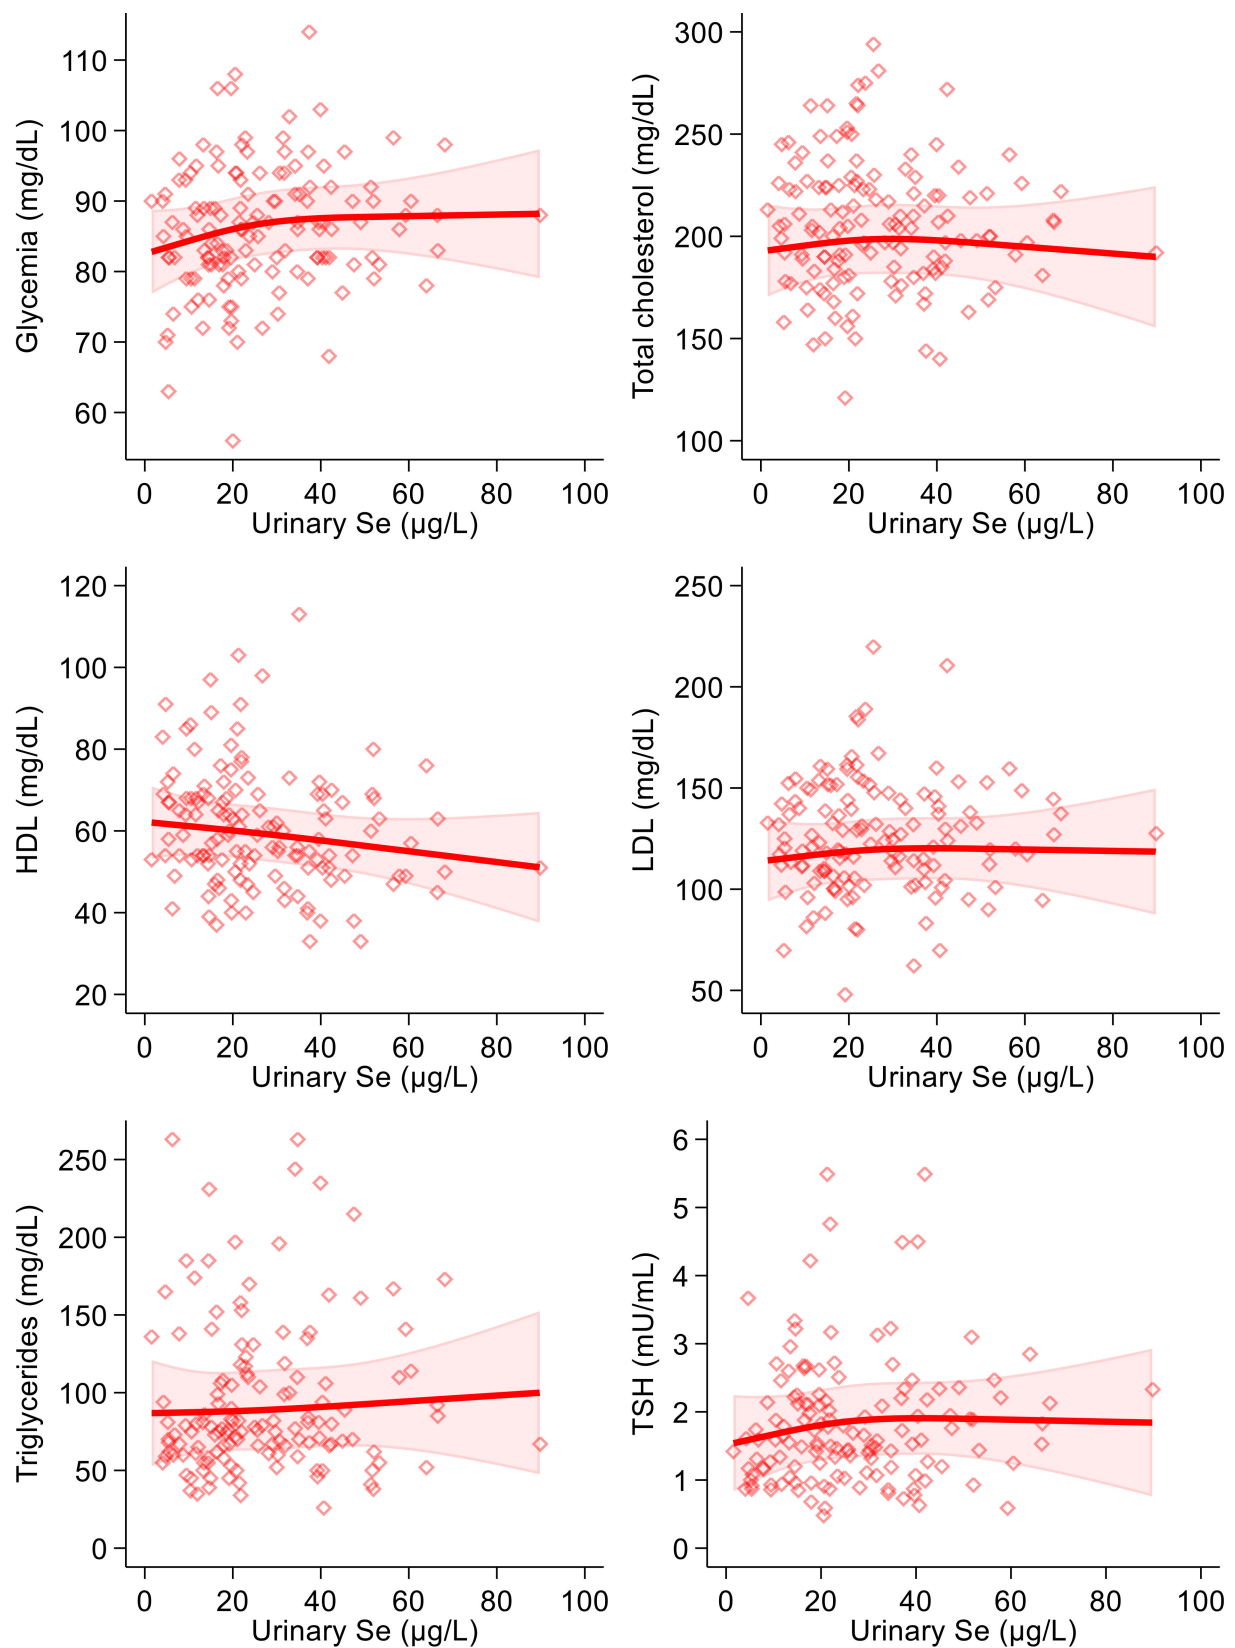 Glycemia (mg/dL)
110
100
90
80
70
60
0 20 40 60 80 100
Urinary Se (µg/L)
Total cholesterol (mg/dL)
300
250
200
150
100
0 20 40 60 80 100
Urinary Se (µg/L)
HDL (mg/dL)
120
100
80
60
40
20
0 20 40 60 80 100
Urinary Se (µg/L)
LDL (mg/dL)
250
200
150
100
50
0 20 40 60 80 100
Urinary Se (µg/L)
Triglycerides (mg/dL)
250
200
150
100
50
0
0 20 40 60 80 100
Urinary Se (µg/L)
TSH (mU/mL)
6
5
4
3
2
1
0
0 20 40 60 80 100
Urinary Se (µg/L)